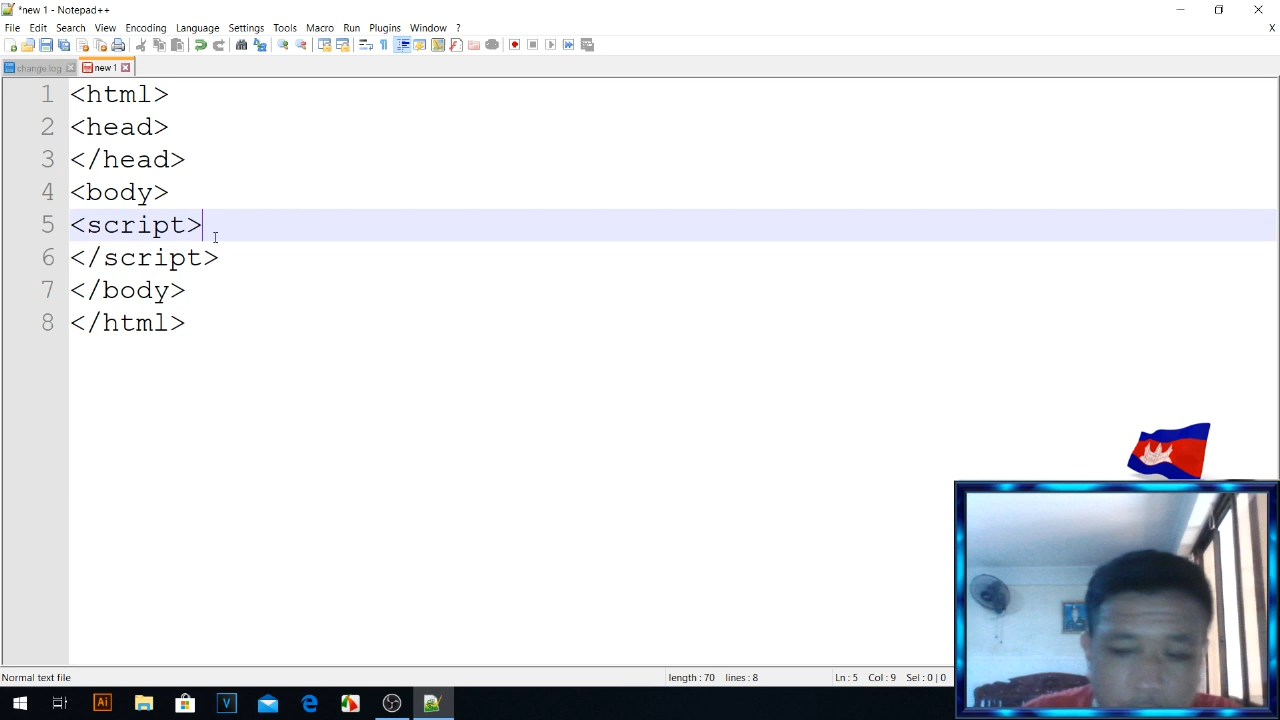 *new 1 - Notepad++
File Edit Search View Encoding Language Settings Tools Macro Run Plugins Window ?
X
change.log new 1
1 <html>
2 <head>
3 </head>
4 <body>
5 <script>
6 </script>
7 </body>
8 </html>
Normal text file length : 70 lines : 8 Ln : 5 Col : 9 Sel : 0 | 0
Ai V